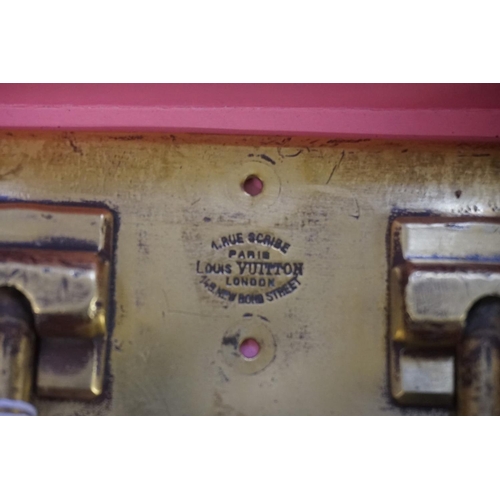 1. RUE SCRIBE
PARIS
LOUIS VUITTON
LONDON
149, NEW BOND STREET